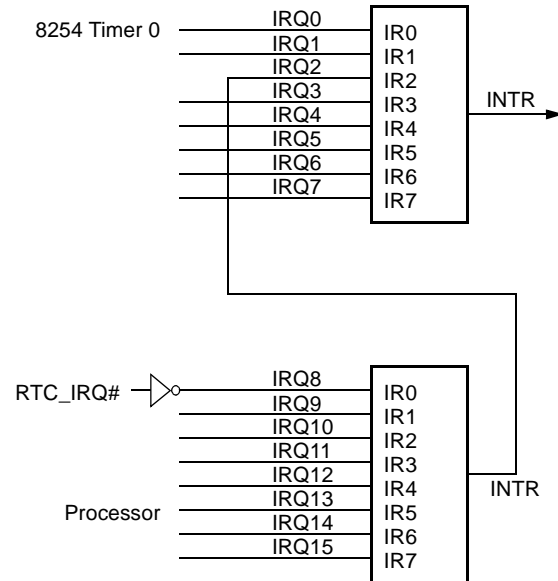 8254 Timer 0
IRQ0 IR0
IRQ1 IR1
IRQ2 IR2
IRQ3 IR3
IRQ4 IR4
IRQ5 IR5
IRQ6 IR6
IRQ7 IR7
INTR
RTC_IRQ#
IRQ8 IR0
IRQ9 IR1
IRQ10 IR2
IRQ11 IR3
IRQ12 IR4
Processor IRQ13 IR5
IRQ14 IR6
IRQ15 IR7
INTR